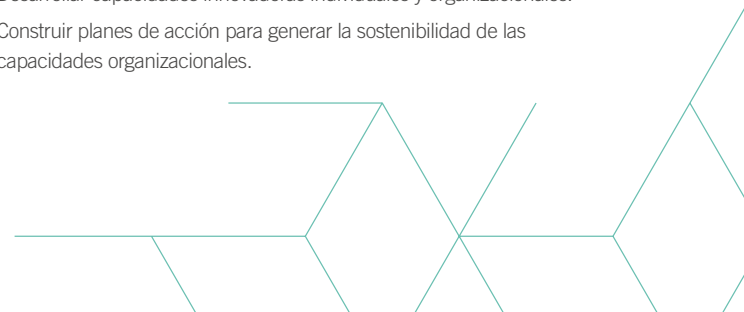 Desarrollar capacidades innovadoras individuales y organizacionales.
Construir planes de acción para generar la sostenibilidad de las
capacidades organizacionales.